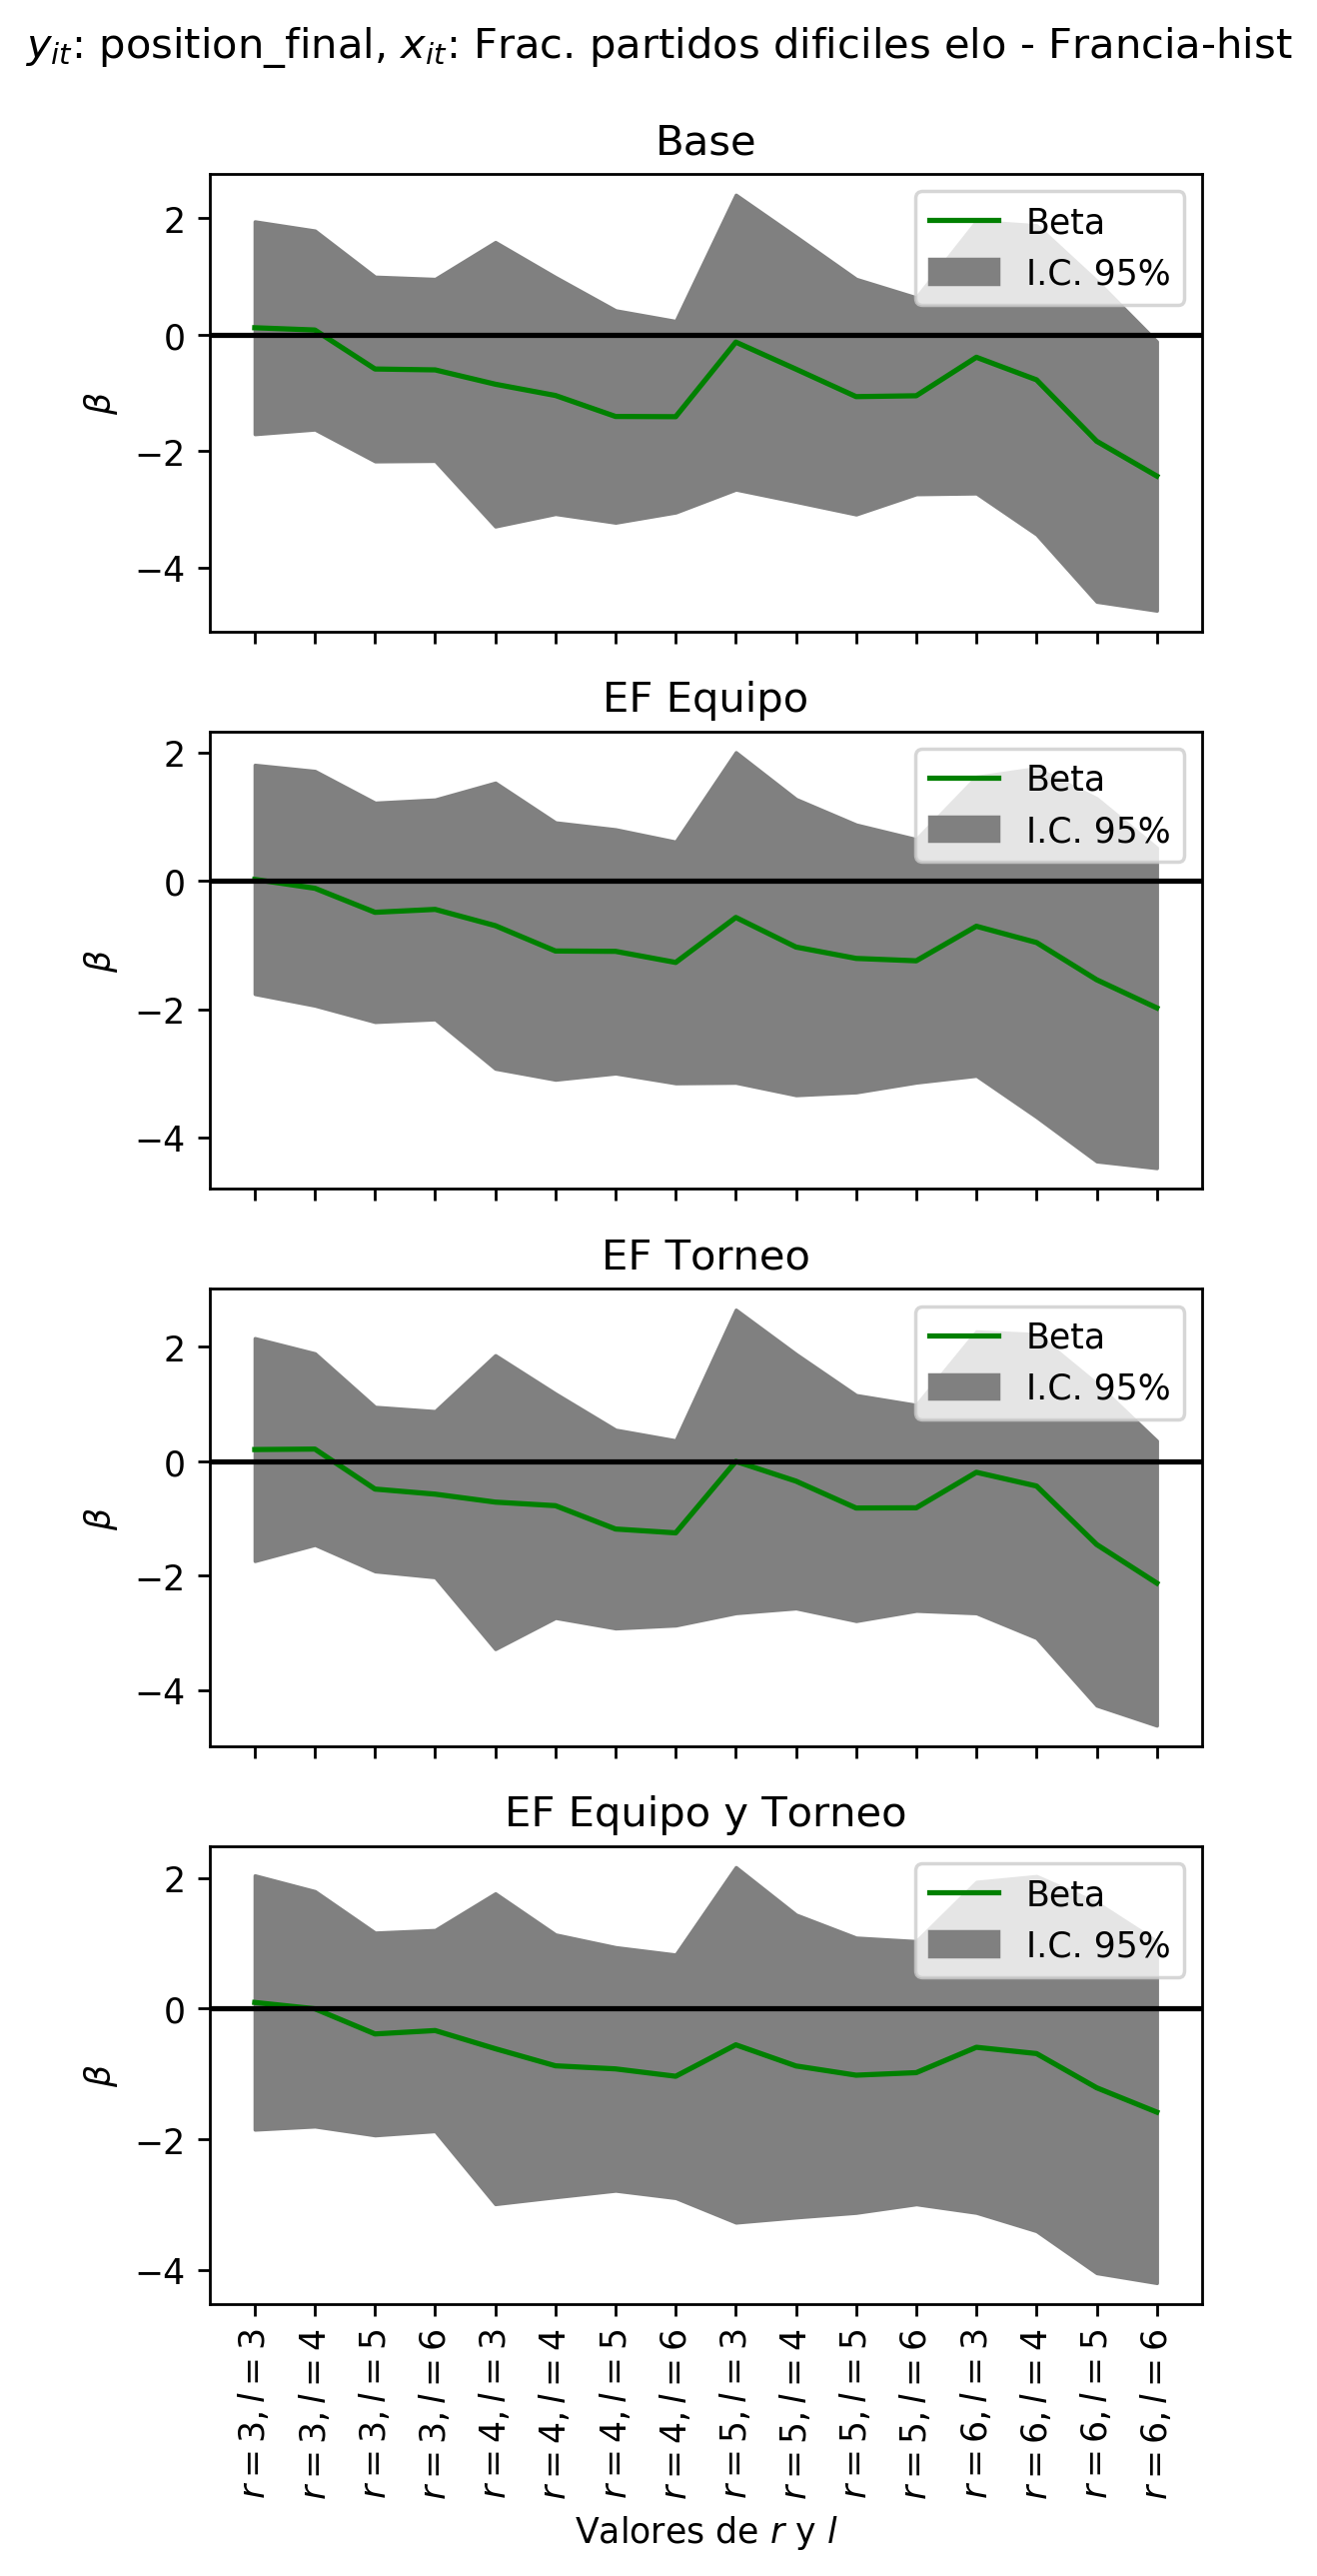 y_it: position_final, x_it: Frac. partidos dificiles elo - Francia-hist
Base
Beta
I.C. 95%
2
0
−2
−4
β
EF Equipo
Beta
I.C. 95%
2
0
−2
−4
β
EF Torneo
Beta
I.C. 95%
2
0
−2
−4
β
EF Equipo y Torneo
Beta
I.C. 95%
2
0
−2
−4
β
r = 3, l = 3
r = 3, l = 4
r = 3, l = 5
r = 3, l = 6
r = 4, l = 3
r = 4, l = 4
r = 4, l = 5
r = 4, l = 6
r = 5, l = 3
r = 5, l = 4
r = 5, l = 5
r = 5, l = 6
r = 6, l = 3
r = 6, l = 4
r = 6, l = 5
r = 6, l = 6
Valores de r y l